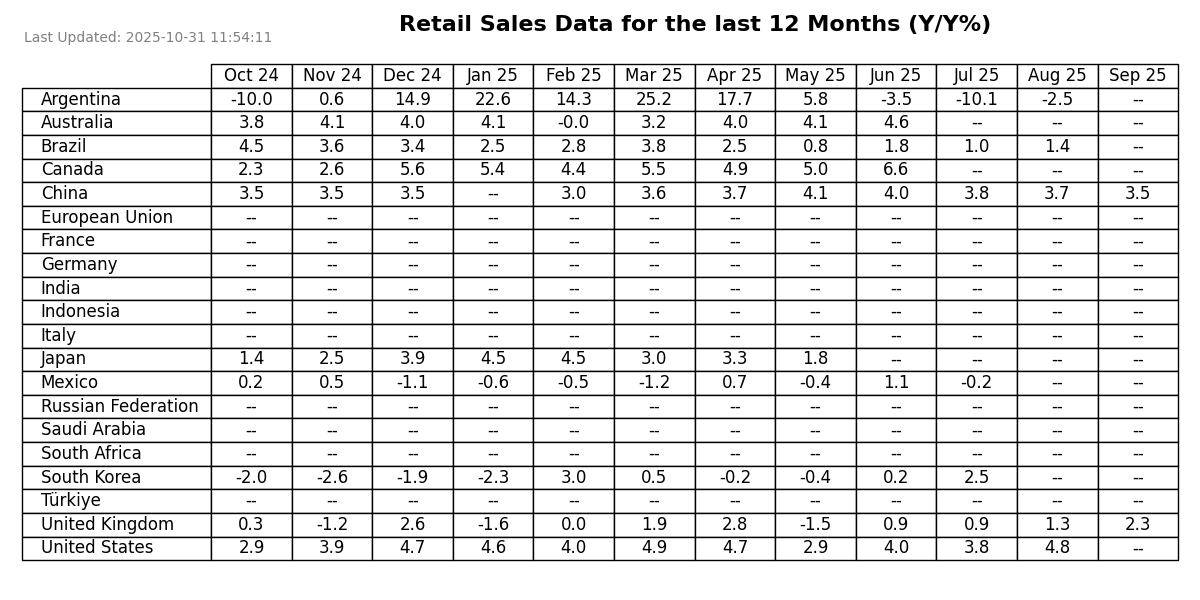 Retail Sales Data for the last 12 Months (Y/Y%)
Last Updated: 2025-10-31 11:54:11
Oct 24 Nov 24 Dec 24 Jan 25 Feb 25 Mar 25 Apr 25 May 25 Jun 25 Jul 25 Aug 25 Sep 25
Argentina -10.0 0.6 14.9 22.6 14.3 25.2 17.7 5.8 -3.5 -10.1 -2.5 --
Australia 3.8 4.1 4.0 4.1 -0.0 3.2 4.0 4.1 4.6 -- -- --
Brazil 4.5 3.6 3.4 2.5 2.8 3.8 2.5 0.8 1.8 1.0 1.4 --
Canada 2.3 2.6 5.6 5.4 4.4 5.5 4.9 5.0 6.6 -- -- --
China 3.5 3.5 3.5 -- 3.0 3.6 3.7 4.1 4.0 3.8 3.7 3.5
European Union -- -- -- -- -- -- -- -- -- -- -- --
France -- -- -- -- -- -- -- -- -- -- -- --
Germany -- -- -- -- -- -- -- -- -- -- -- --
India -- -- -- -- -- -- -- -- -- -- -- --
Indonesia -- -- -- -- -- -- -- -- -- -- -- --
Italy -- -- -- -- -- -- -- -- -- -- -- --
Japan 1.4 2.5 3.9 4.5 4.5 3.0 3.3 1.8 -- -- -- --
Mexico 0.2 0.5 -1.1 -0.6 -0.5 -1.2 0.7 -0.4 1.1 -0.2 -- --
Russian Federation -- -- -- -- -- -- -- -- -- -- -- --
Saudi Arabia -- -- -- -- -- -- -- -- -- -- -- --
South Africa -- -- -- -- -- -- -- -- -- -- -- --
South Korea -2.0 -2.6 -1.9 -2.3 3.0 0.5 -0.2 -0.4 0.2 2.5 -- --
Türkiye -- -- -- -- -- -- -- -- -- -- -- --
United Kingdom 0.3 -1.2 2.6 -1.6 0.0 1.9 2.8 -1.5 0.9 0.9 1.3 2.3
United States 2.9 3.9 4.7 4.6 4.0 4.9 4.7 2.9 4.0 3.8 4.8 --